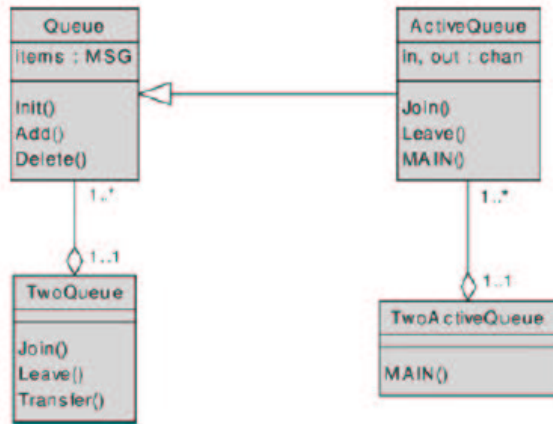 Queue
items : MSG
Init()
Add()
Delete()
1..*
1..1
TwoQueue
Join()
Leave()
Transfer()
ActiveQueue
in, out : chan
Join()
Leave()
MAIN()
1..*
1..1
TwoActiveQueue
MAIN()